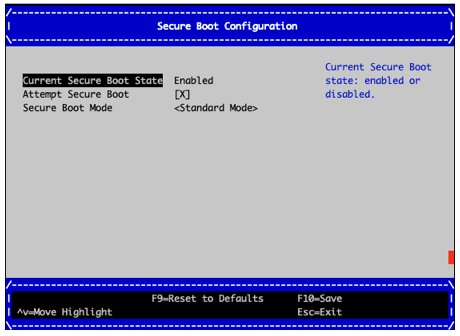 Secure Boot Configuration
Current Secure Boot State Enabled
Attempt Secure Boot [X]
Secure Boot Mode <Standard Mode>
Current Secure Boot
state: enabled or
disabled.
F9=Reset to Defaults F10=Save
^v=Move Highlight Esc=Exit